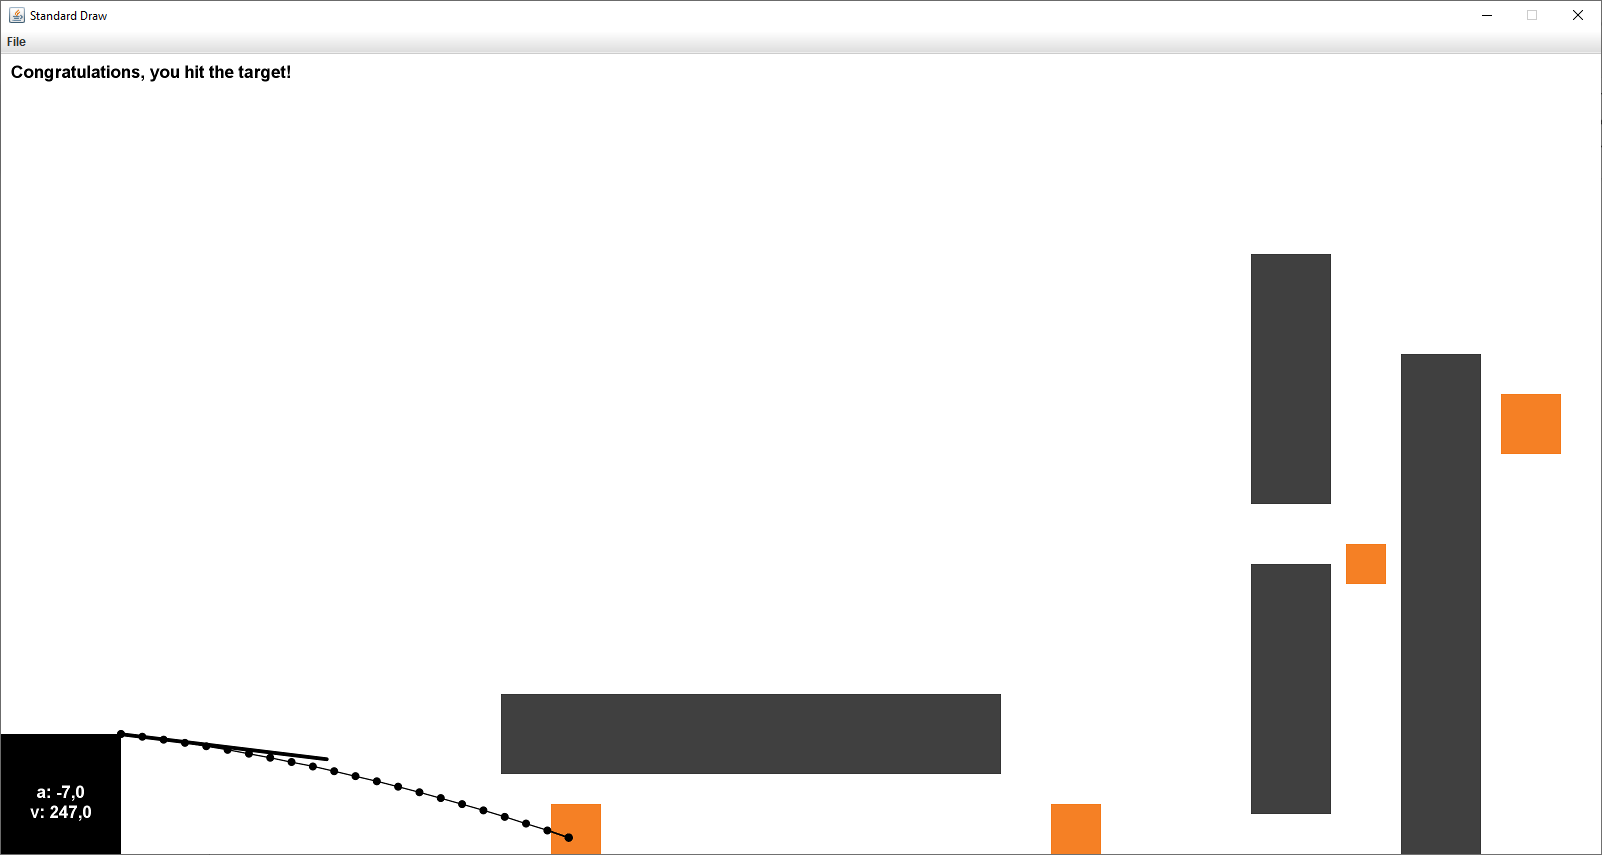 Standard Draw
File
Congratulations, you hit the target!
a: -7,0
v: 247,0